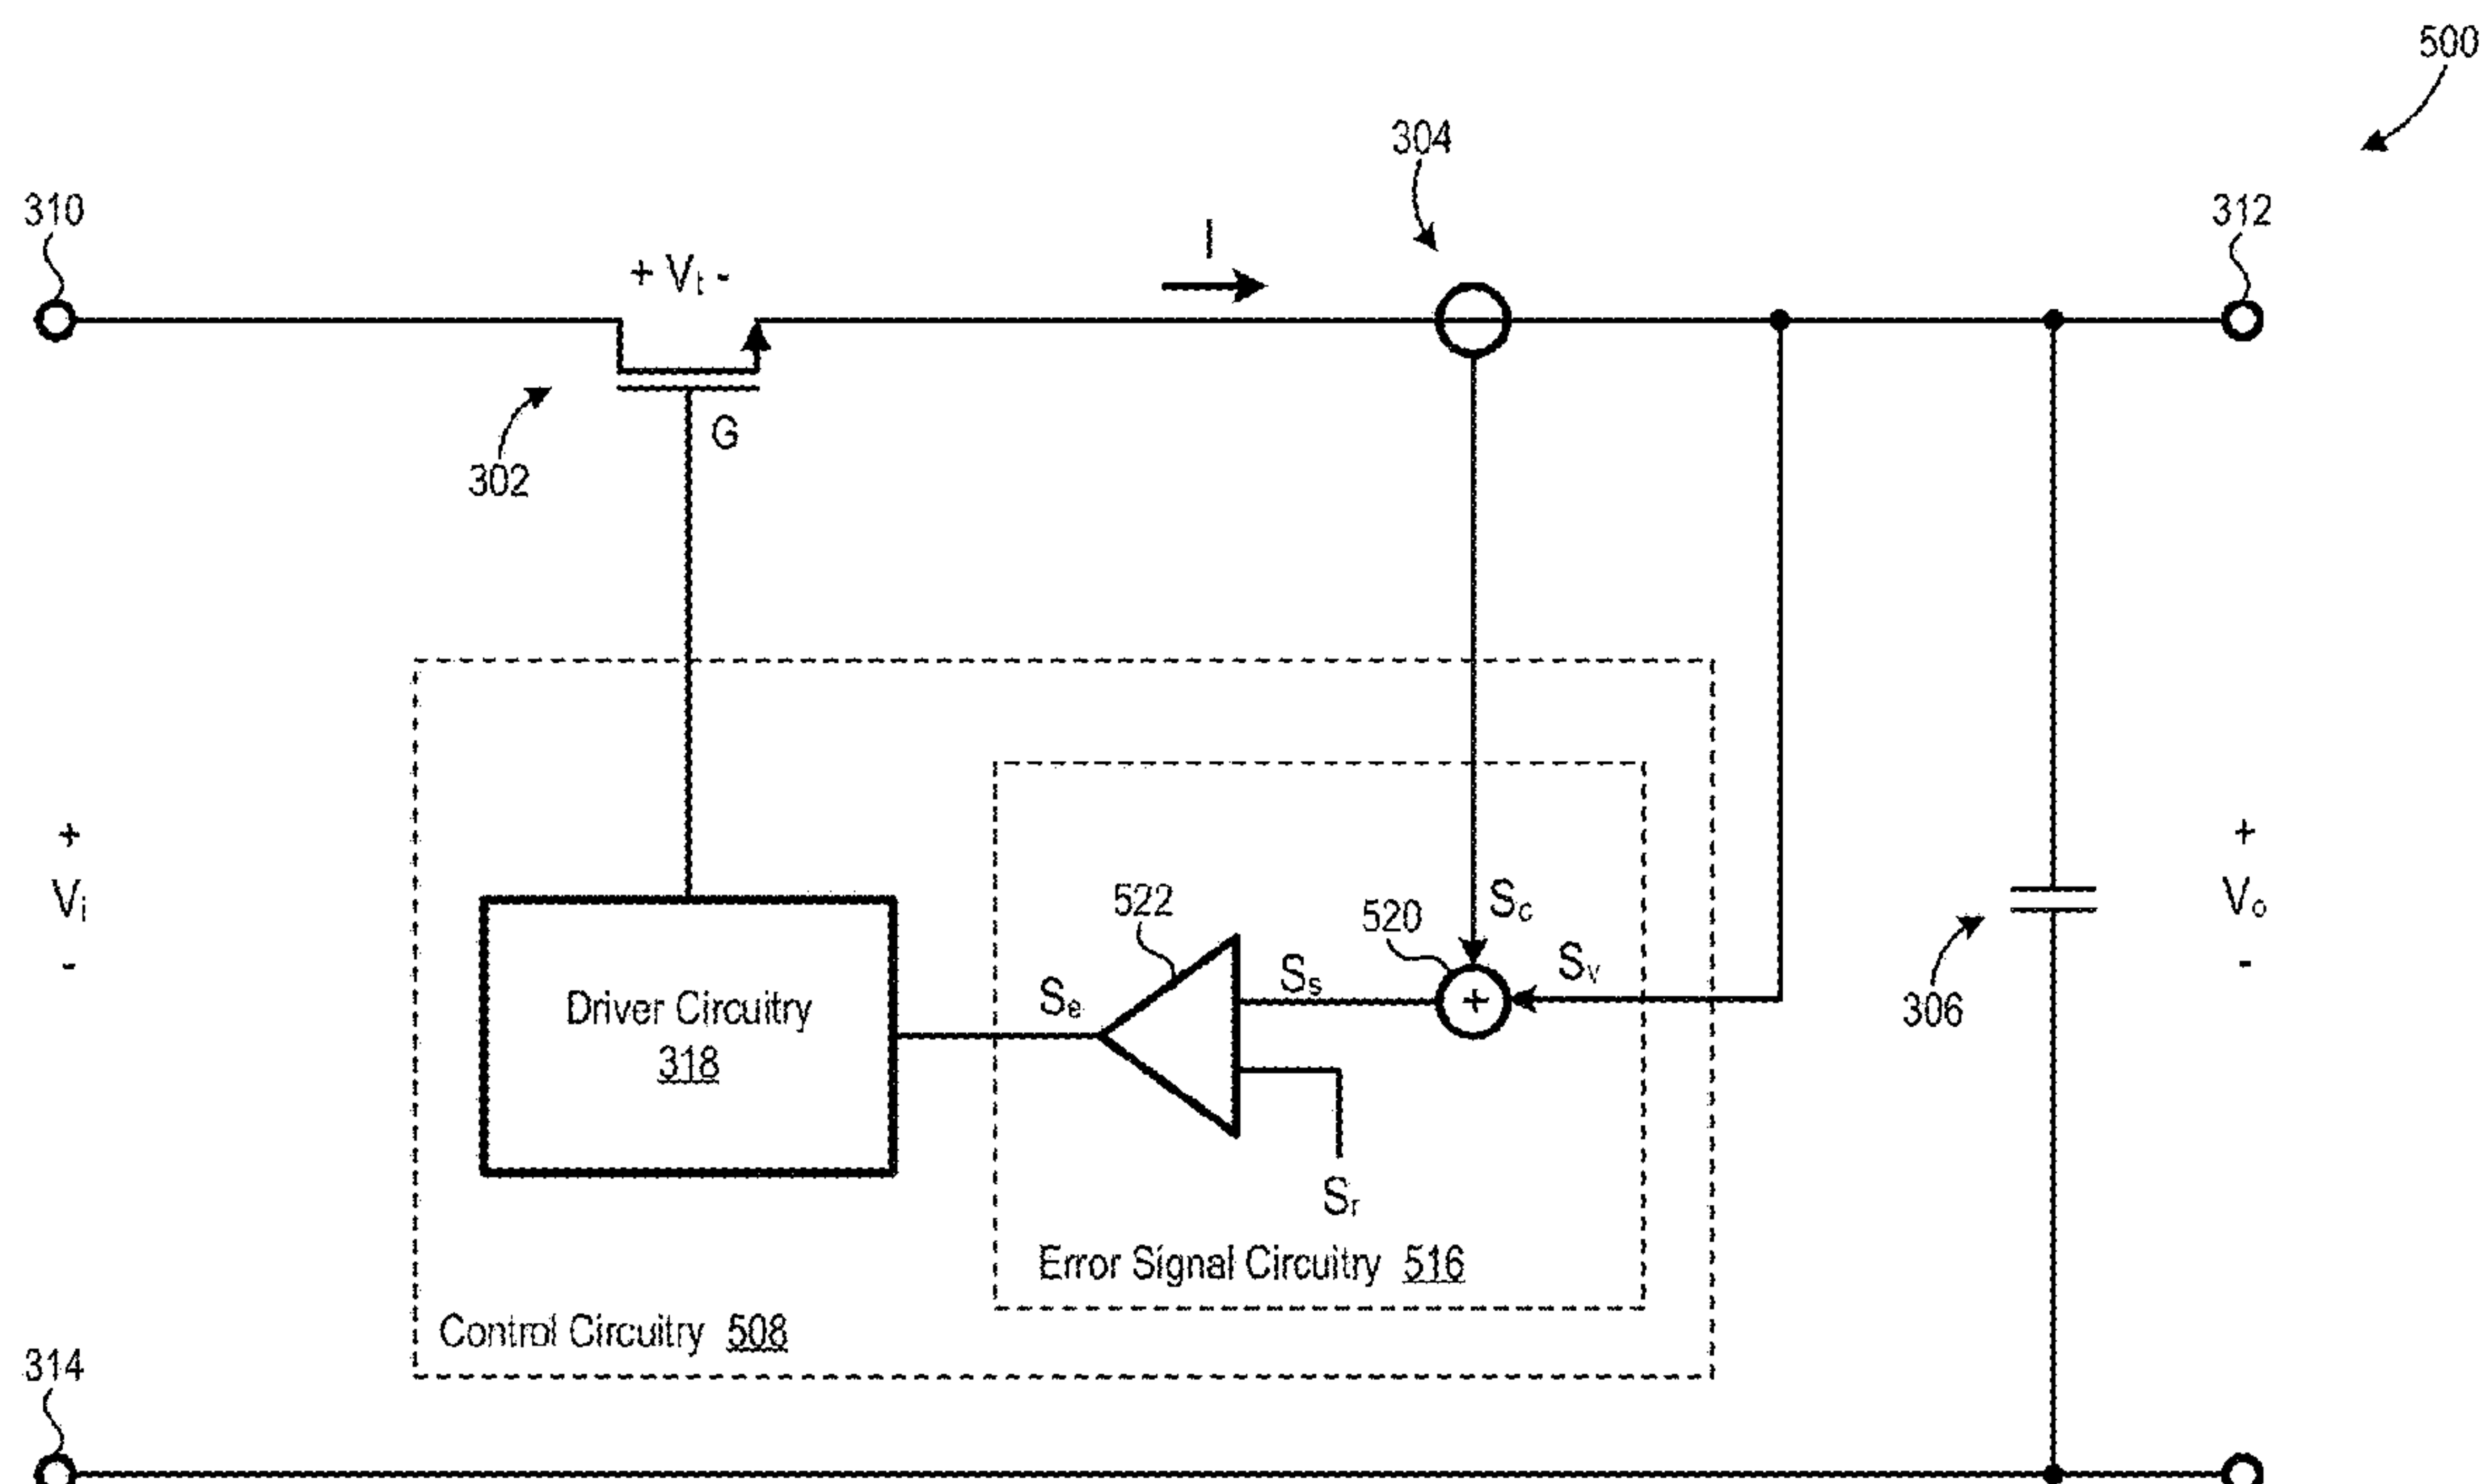 500
304
310
312
I
+ Vt -
G
302
+
Vi
-
+
Vo
-
522
520
Sc
Sv
Ss
Se
306
Driver Circuitry
318
Sr
Error Signal Circuitry 516
Control Circuitry 508
314